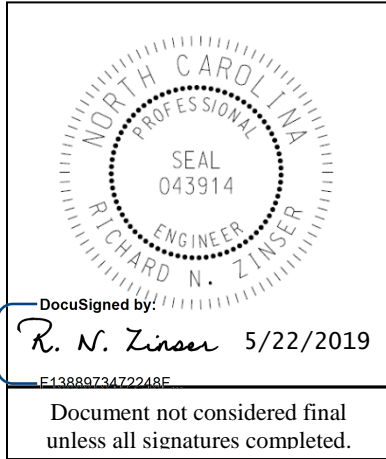 NORTH CAROLINA
PROFESSIONAL
SEAL
043914
ENGINEER
RICHARD N. ZINSER
DocuSigned by:
R. N. Zinser 5/22/2019
F1388973472248F...
Document not considered final
unless all signatures completed.